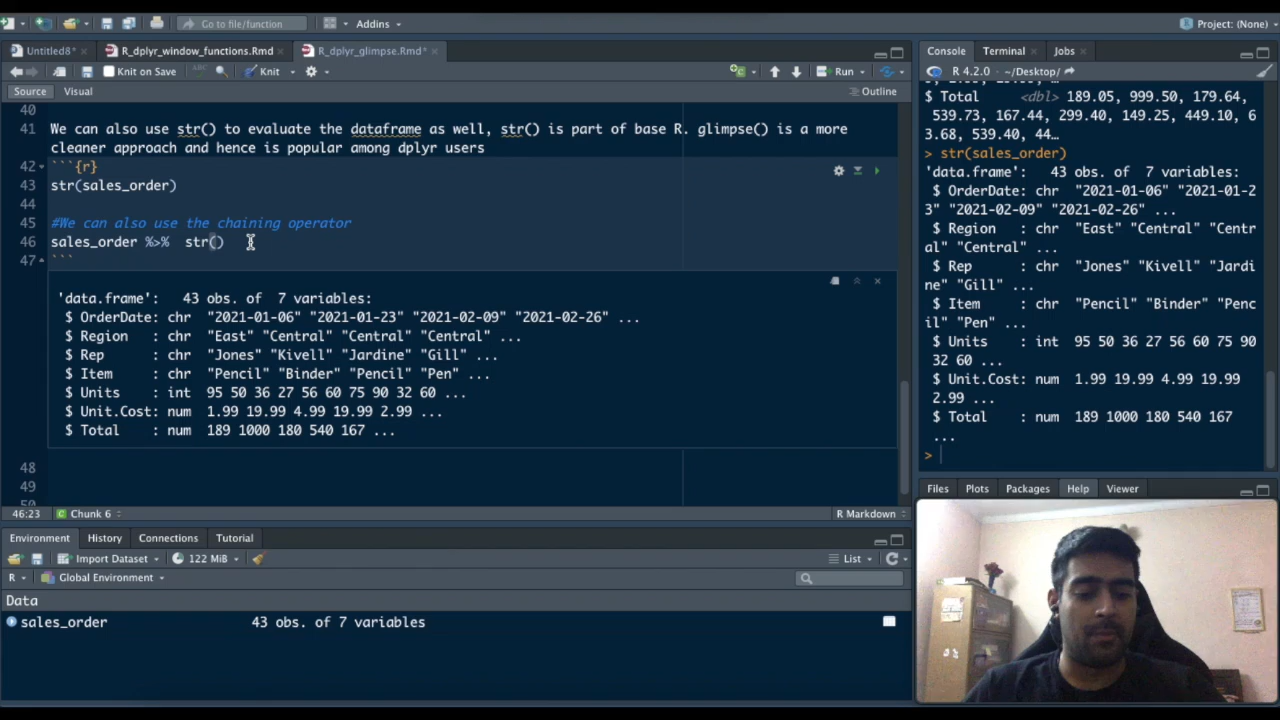 Go to file/function
Addins
Project: (None)
Untitled8*
R_dplyr_window_functions.Rmd
R_dplyr_glimpse.Rmd*
Knit on Save
Knit
Run
Source
Visual
Outline
40
41 We can also use str() to evaluate the dataframe as well, str() is part of base R. glimpse() is a more
cleaner approach and hence is popular among dplyr users
42 ```{r}
43 str(sales_order)
44
45 #We can also use the chaining operator
46 sales_order %>%  str()
47 ```
'data.frame':   43 obs. of  7 variables:
$ OrderDate: chr  "2021-01-06" "2021-01-23" "2021-02-09" "2021-02-26" ...
$ Region   : chr  "East" "Central" "Central" "Central" ...
$ Rep      : chr  "Jones" "Kivell" "Jardine" "Gill" ...
$ Item     : chr  "Pencil" "Binder" "Pencil" "Pen" ...
$ Units    : int  95 50 36 27 56 60 75 90 32 60 ...
$ Unit.Cost: num  1.99 19.99 4.99 19.99 2.99 ...
$ Total    : num  189 1000 180 540 167 ...
48
49
50
46:23
Chunk 6
R Markdown
Console
Terminal
Jobs
R 4.2.0 · ~/Desktop/
$ Total     <dbl> 189.05, 999.50, 179.64,
539.73, 167.44, 299.40, 149.25, 449.10, 6
3.68, 539.40, 44…
> str(sales_order)
'data.frame':   43 obs. of  7 variables:
$ OrderDate: chr  "2021-01-06" "2021-01-2
3" "2021-02-09" "2021-02-26" ...
$ Region   : chr  "East" "Central" "Centr
al" "Central" ...
$ Rep      : chr  "Jones" "Kivell" "Jardi
ne" "Gill" ...
$ Item     : chr  "Pencil" "Binder" "Penc
il" "Pen" ...
$ Units    : int  95 50 36 27 56 60 75 90
32 60 ...
$ Unit.Cost: num  1.99 19.99 4.99 19.99
2.99 ...
$ Total    : num  189 1000 180 540 167
...
>
Environment
History
Connections
Tutorial
Import Dataset
122 MiB
List
R
Global Environment
Data
sales_order
43 obs. of 7 variables
Files
Plots
Packages
Help
Viewer